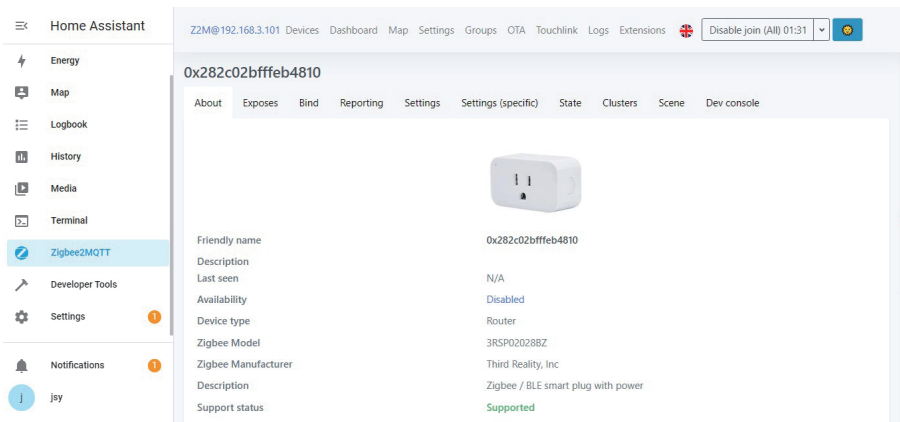 Home Assistant
Energy
Map
Logbook
History
Media
Terminal
Zigbee2MQTT
Developer Tools
Settings 1
Notifications 1
j jsy
Z2M@192.168.3.101 Devices Dashboard Map Settings Groups OTA Touchlink Logs Extensions Disable join (All) 01:31
0x282c02bfffeb4810
About Exposes Bind Reporting Settings Settings (specific) State Clusters Scene Dev console
Friendly name 0x282c02bfffeb4810
Description
Last seen N/A
Availability Disabled
Device type Router
Zigbee Model 3RSP02028BZ
Zigbee Manufacturer Third Reality, Inc
Description Zigbee / BLE smart plug with power
Support status Supported